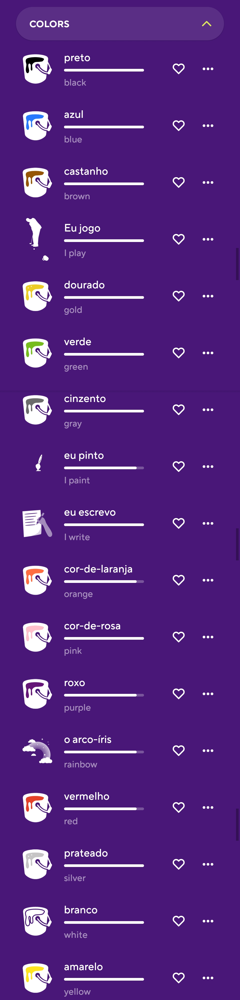 COLORS
preto
black
azul
blue
castanho
brown
Eu jogo
I play
dourado
gold
verde
green
cinzento
gray
eu pinto
I paint
eu escrevo
I write
cor-de-laranja
orange
cor-de-rosa
pink
roxo
purple
o arco-íris
rainbow
vermelho
red
prateado
silver
branco
white
amarelo
yellow